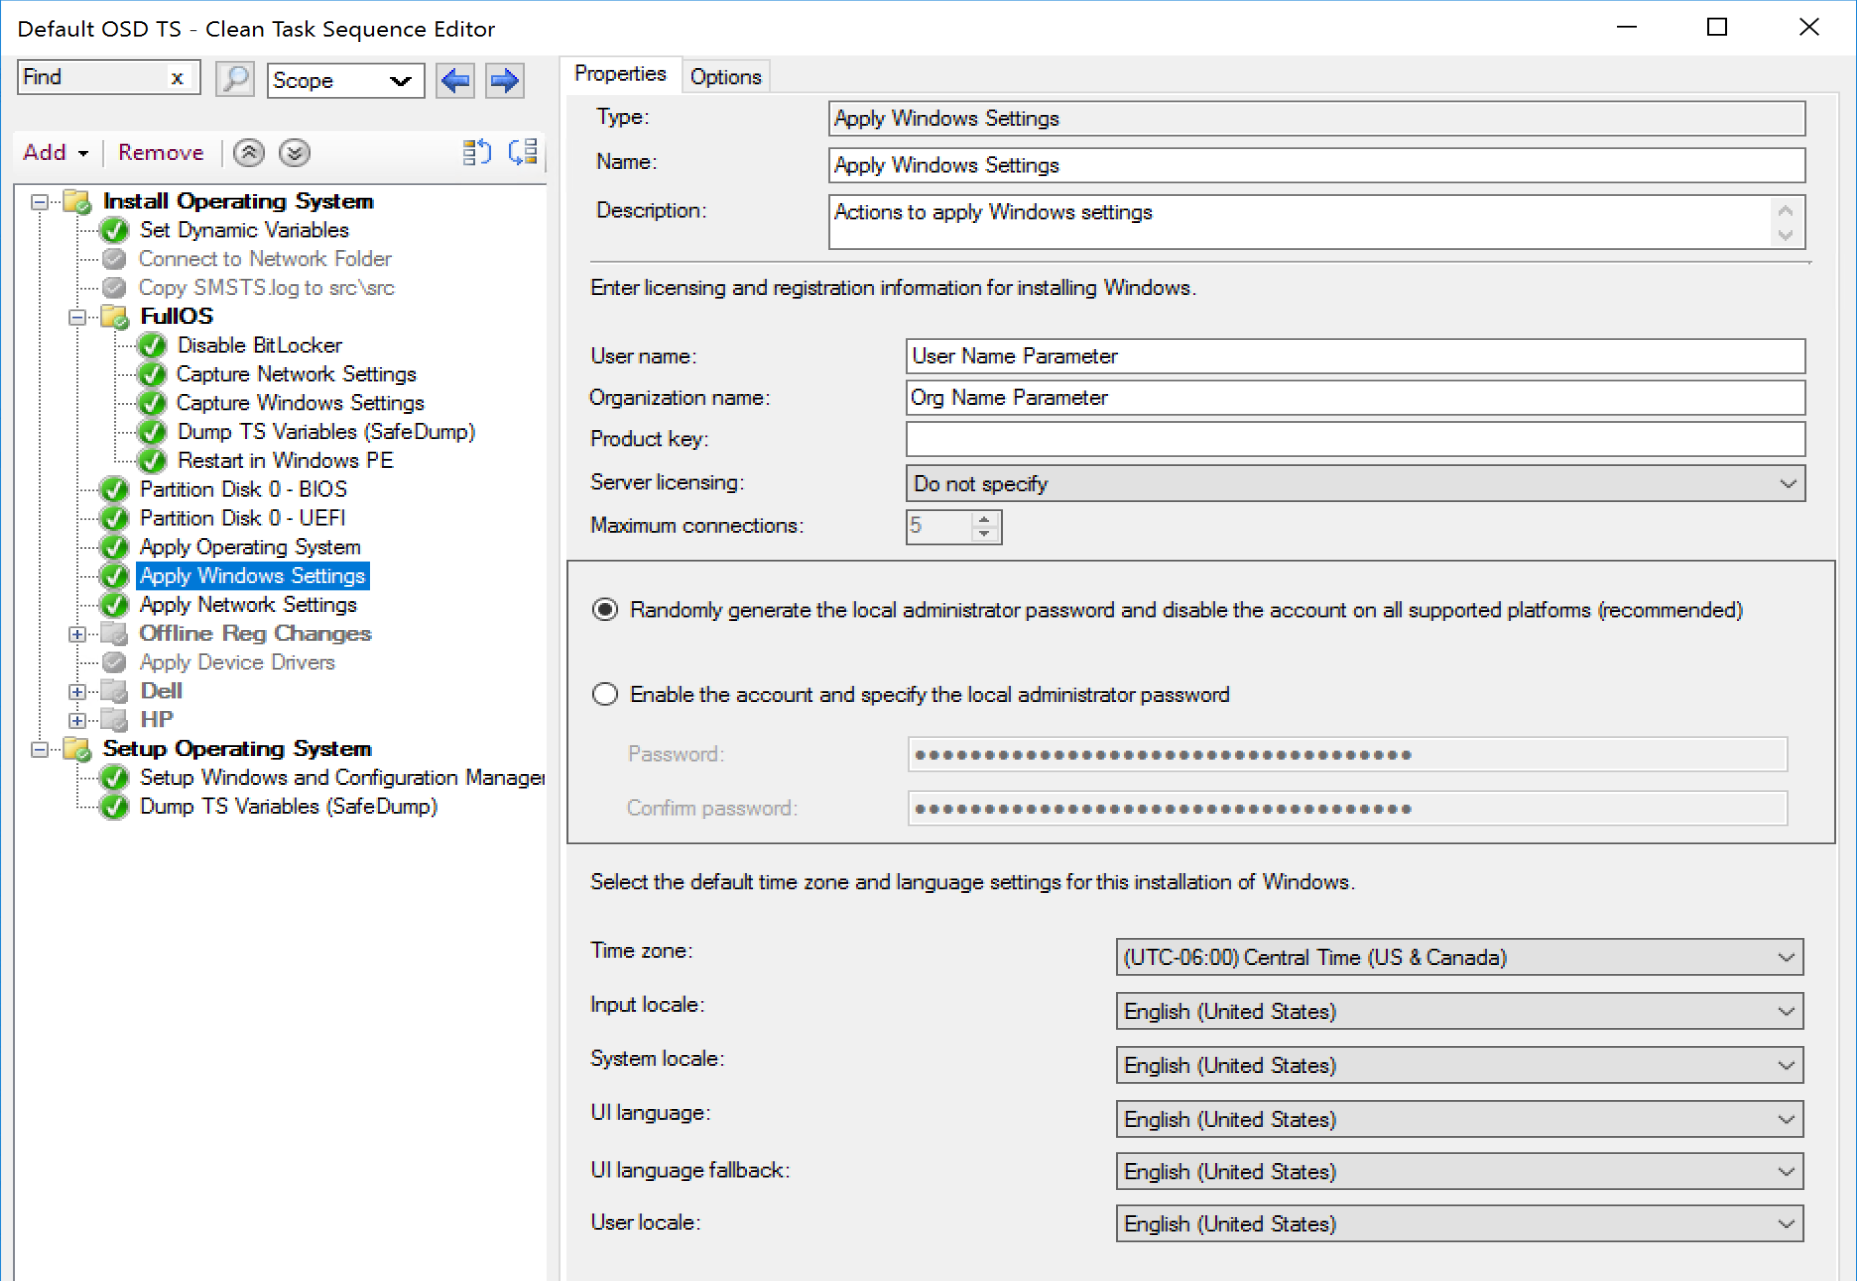 Default OSD TS - Clean Task Sequence Editor
Find x Scope
Add Remove
Install Operating System
Set Dynamic Variables
Connect to Network Folder
Copy SMSTS.log to src\src
FullOS
Disable BitLocker
Capture Network Settings
Capture Windows Settings
Dump TS Variables (SafeDump)
Restart in Windows PE
Partition Disk 0 - BIOS
Partition Disk 0 - UEFI
Apply Operating System
Apply Windows Settings
Apply Network Settings
Offline Reg Changes
Apply Device Drivers
Dell
HP
Setup Operating System
Setup Windows and Configuration Manager
Dump TS Variables (SafeDump)
Properties Options
Type: Apply Windows Settings
Name: Apply Windows Settings
Description: Actions to apply Windows settings
Enter licensing and registration information for installing Windows.
User name: User Name Parameter
Organization name: Org Name Parameter
Product key:
Server licensing: Do not specify
Maximum connections: 5
Randomly generate the local administrator password and disable the account on all supported platforms (recommended)
Enable the account and specify the local administrator password
Password:
Confirm password:
Select the default time zone and language settings for this installation of Windows.
Time zone: (UTC-06:00) Central Time (US & Canada)
Input locale: English (United States)
System locale: English (United States)
UI language: English (United States)
UI language fallback: English (United States)
User locale: English (United States)